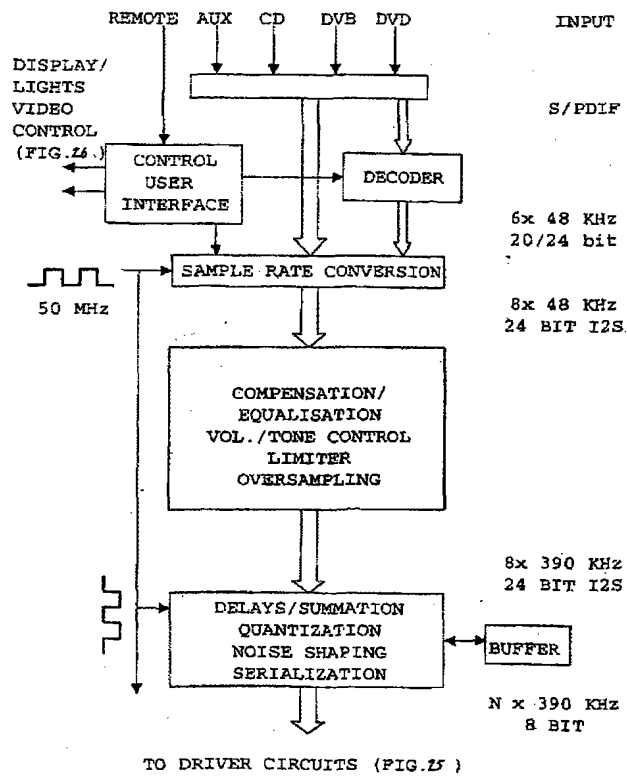 REMOTE AUX CD DVB DVD INPUT
DISPLAY/
LIGHTS
VIDEO
CONTROL
(FIG.26.)
S/PDIF
CONTROL
USER
INTERFACE
DECODER
6x 48 KHz
20/24 bit
SAMPLE RATE CONVERSION
50 MHz
8x 48 KHz
24 BIT I2S
COMPENSATION/
EQUALISATION
VOL./TONE CONTROL
LIMITER
OVERSAMPLING
8x 390 KHz
24 BIT I2S
DELAYS/SUMMATION
QUANTIZATION
NOISE SHAPING
SERIALIZATION
BUFFER
N x 390 KHz
8 BIT
TO DRIVER CIRCUITS (FIG.25 )